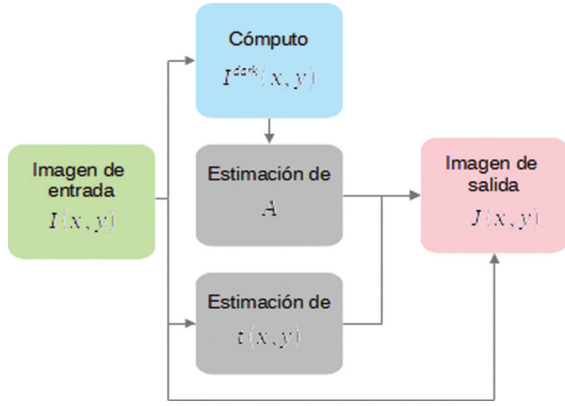 Cómputo
I^dark(x, y)
Imagen de
entrada
I(x, y)
Estimación de
A
Imagen de
salida
J(x, y)
Estimación de
t(x, y)